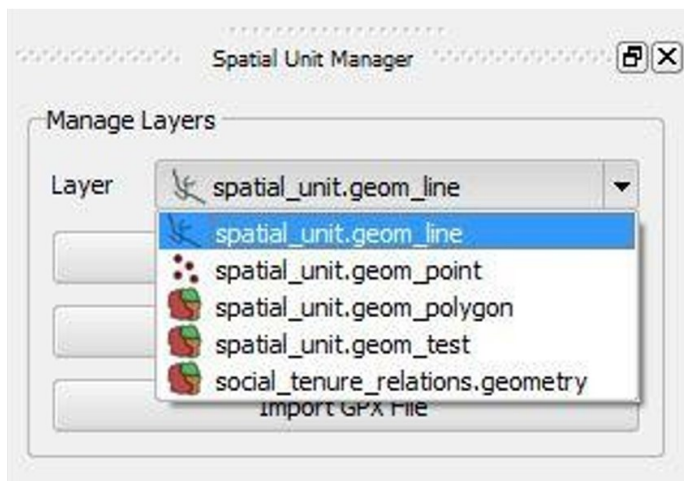 Spatial Unit Manager
Manage Layers
Layer spatial_unit.geom_line
spatial_unit.geom_line
spatial_unit.geom_point
spatial_unit.geom_polygon
spatial_unit.geom_test
social_tenure_relations.geometry
Import GPX File